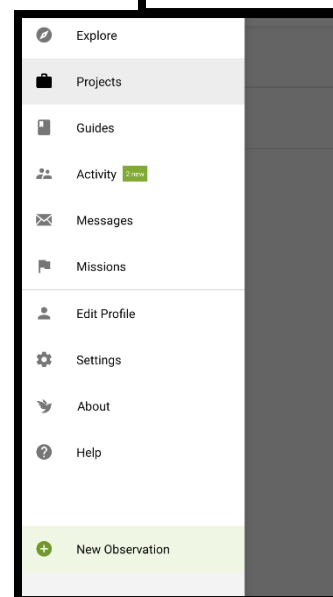 Explore
Projects
Guides
Activity 2 new
Messages
Missions
Edit Profile
Settings
About
Help
New Observation